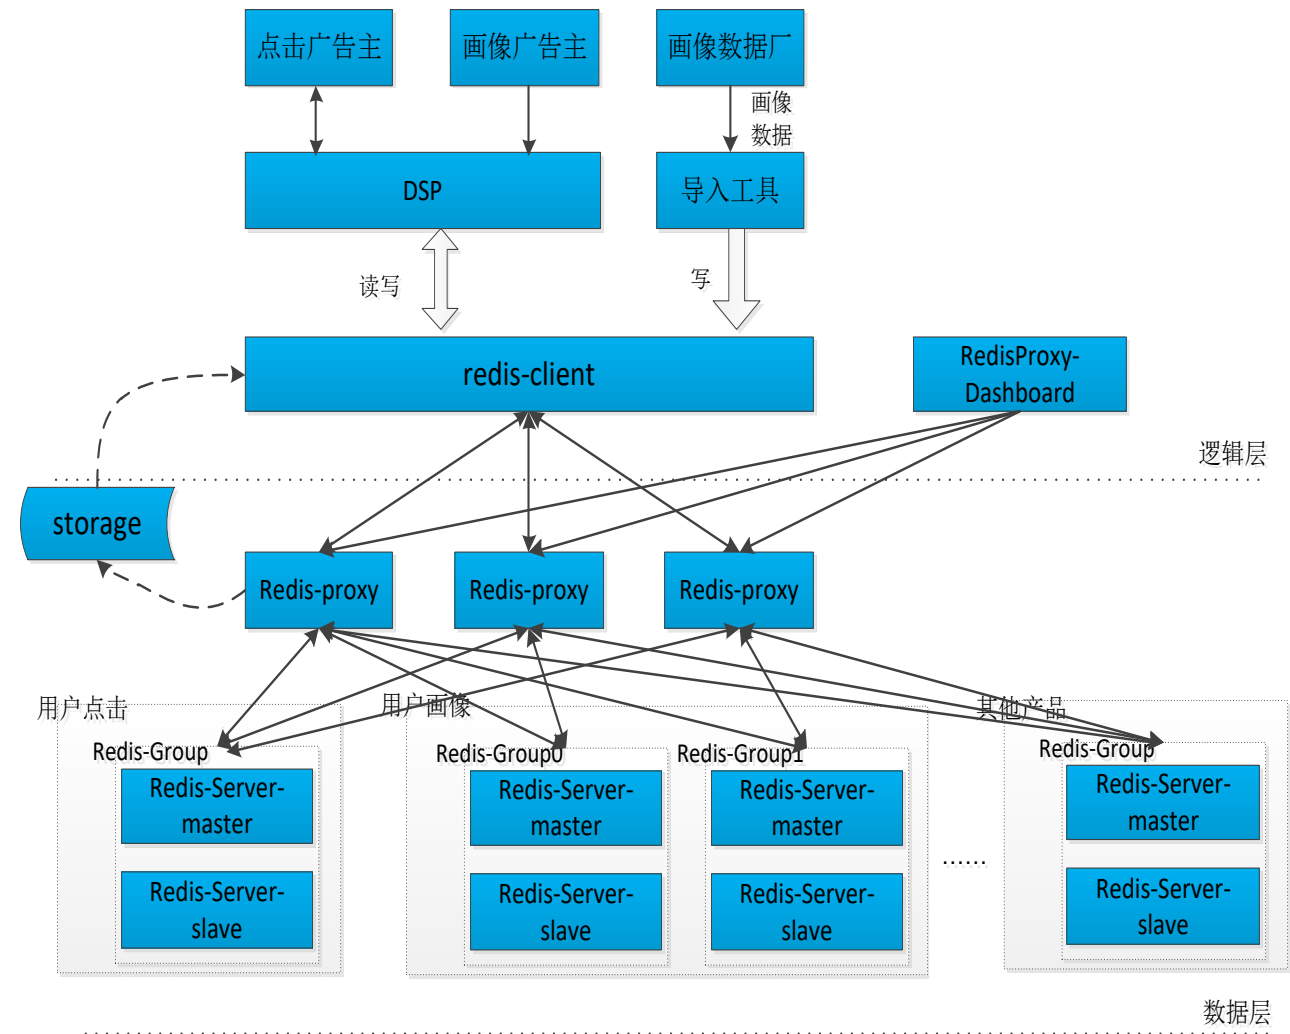 点击广告主
画像广告主
画像数据厂
画像
数据
DSP
导入工具
读写
写
redis-client
RedisProxy-
Dashboard
逻辑层
storage
Redis-proxy
Redis-proxy
Redis-proxy
用户点击
用户画像
其他产品
Redis-Group
Redis-Group0
Redis-Group1
Redis-Group
Redis-Server-
master
Redis-Server-
master
Redis-Server-
master
Redis-Server-
master
……
Redis-Server-
slave
Redis-Server-
slave
Redis-Server-
slave
Redis-Server-
slave
数据层